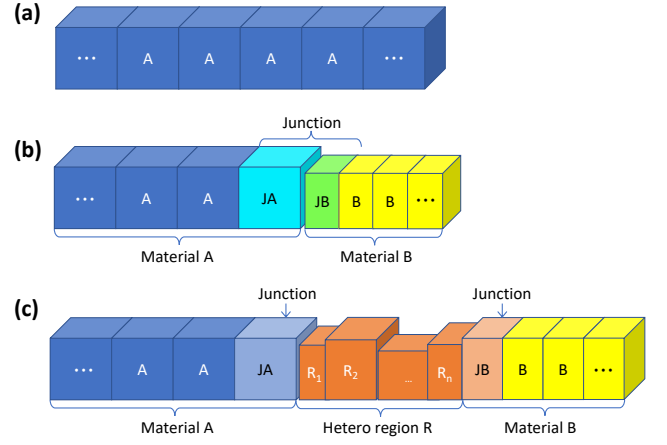 (a)
... A A A A ...
Junction
(b)
... A A JA JB B B ...
Material A Material B
(c)
Junction Junction
... A A JA R₁ R₂ ... Rₙ JB B B ...
Material A Hetero region R Material B